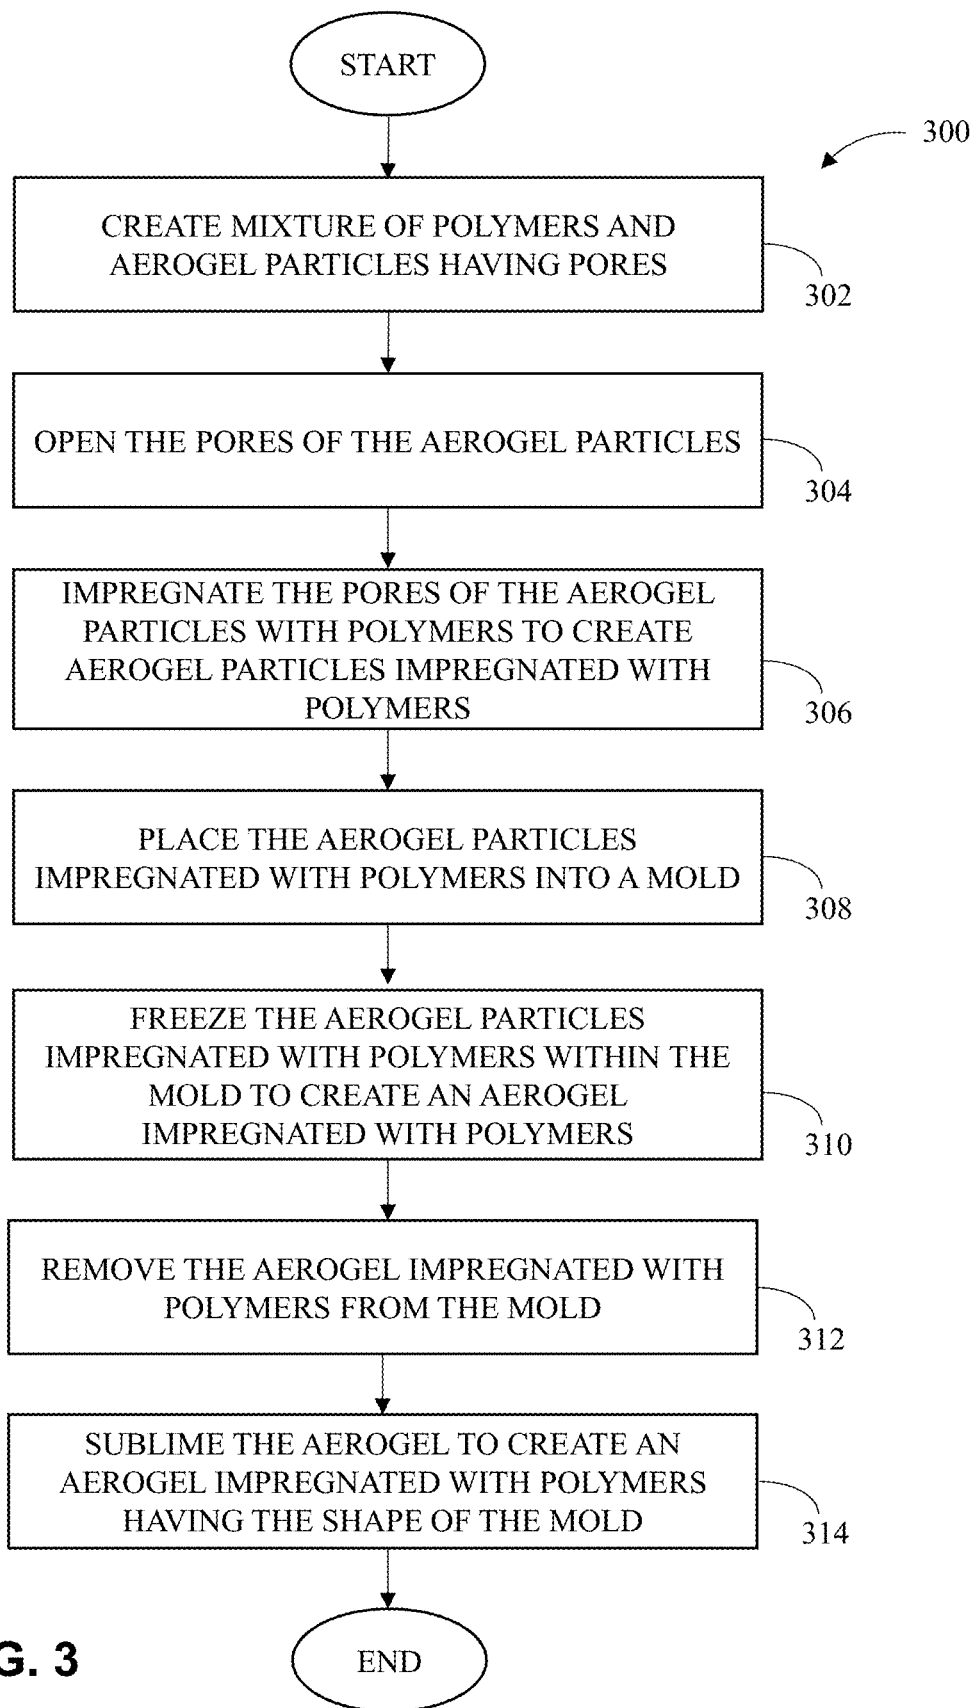 START
300
CREATE MIXTURE OF POLYMERS AND
AEROGEL PARTICLES HAVING PORES
302
OPEN THE PORES OF THE AEROGEL PARTICLES
304
IMPREGNATE THE PORES OF THE AEROGEL
PARTICLES WITH POLYMERS TO CREATE
AEROGEL PARTICLES IMPREGNATED WITH
POLYMERS
306
PLACE THE AEROGEL PARTICLES
IMPREGNATED WITH POLYMERS INTO A MOLD
308
FREEZE THE AEROGEL PARTICLES
IMPREGNATED WITH POLYMERS WITHIN THE
MOLD TO CREATE AN AEROGEL
IMPREGNATED WITH POLYMERS
310
REMOVE THE AEROGEL IMPREGNATED WITH
POLYMERS FROM THE MOLD
312
SUBLIME THE AEROGEL TO CREATE AN
AEROGEL IMPREGNATED WITH POLYMERS
HAVING THE SHAPE OF THE MOLD
314
END
G. 3